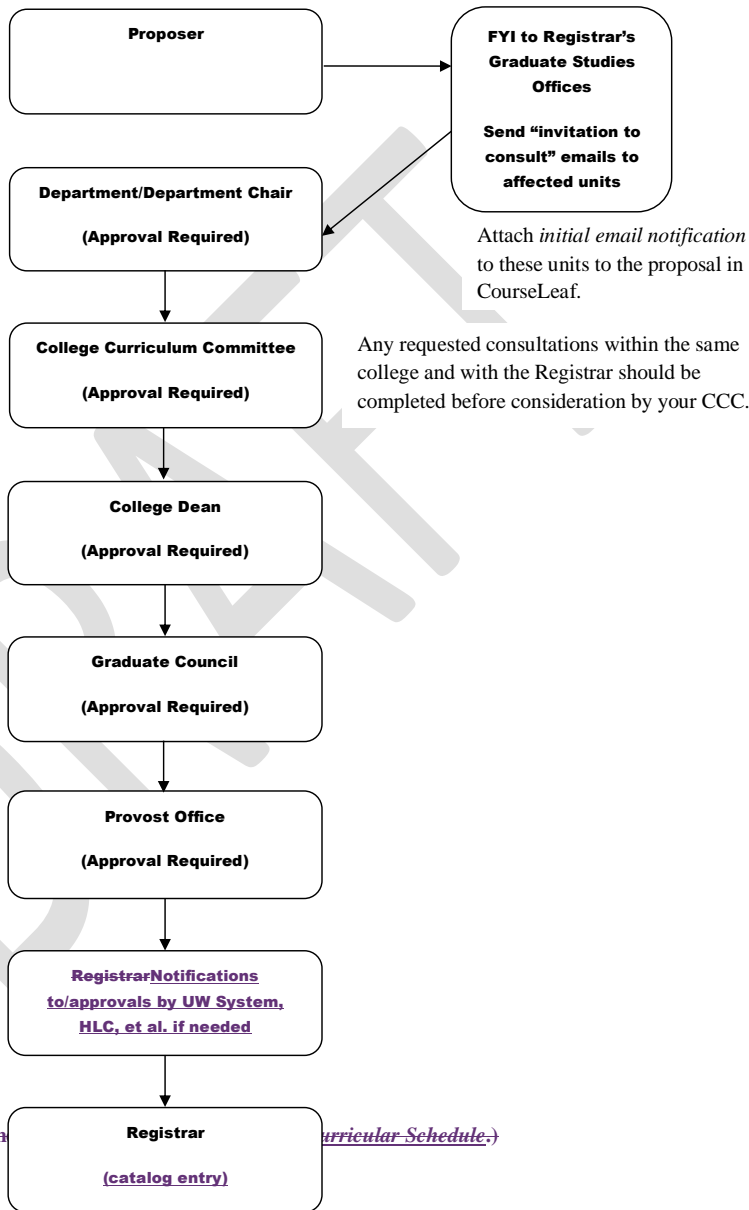 Proposer
FYI to Registrar’s
Graduate Studies
Offices
Send “invitation to
consult” emails to
affected units
Department/Department Chair
(Approval Required)
Attach initial email notification
to these units to the proposal in
CourseLeaf.
College Curriculum Committee
(Approval Required)
Any requested consultations within the same
college and with the Registrar should be
completed before consideration by your CCC.
College Dean
(Approval Required)
Graduate Council
(Approval Required)
Provost Office
(Approval Required)
RegistrarNotifications
to/approvals by UW System,
HLC, et al. if needed
Registrar
urricular Schedule.)
(catalog entry)
DRAFT